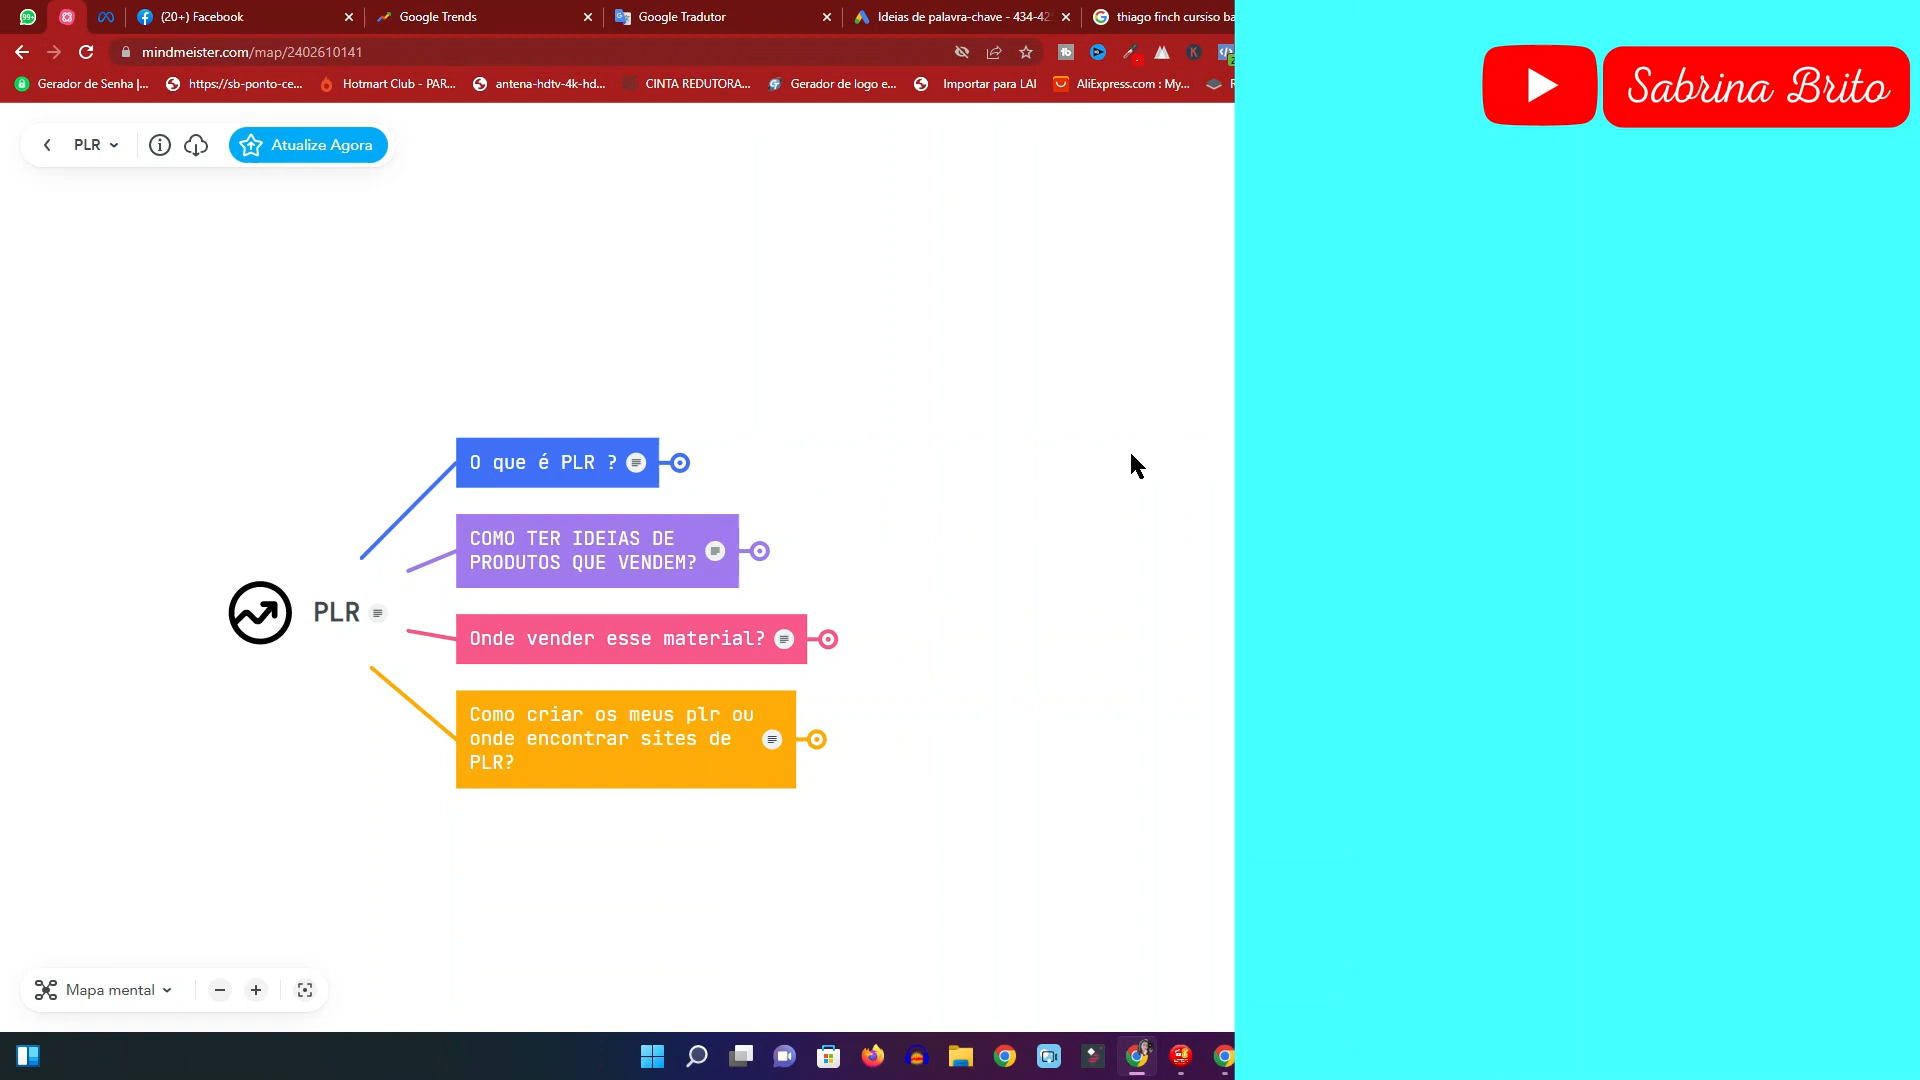 99+
(20+) Facebook
Google Trends
Google Tradutor
Ideias de palavra-chave - 434-42
thiago finch cursiso ba
mindmeister.com/map/2402610141
Gerador de Senha |...
https://sb-ponto-ce...
Hotmart Club - PAR...
antena-hdtv-4k-hd...
CINTA REDUTORA...
Gerador de logo e...
Importar para LAI
AliExpress.com : My...
PLR
Atualize Agora
Sabrina Brito
O que é PLR ?
COMO TER IDEIAS DE
PRODUTOS QUE VENDEM?
PLR
Onde vender esse material?
Como criar os meus plr ou
onde encontrar sites de
PLR?
Mapa mental